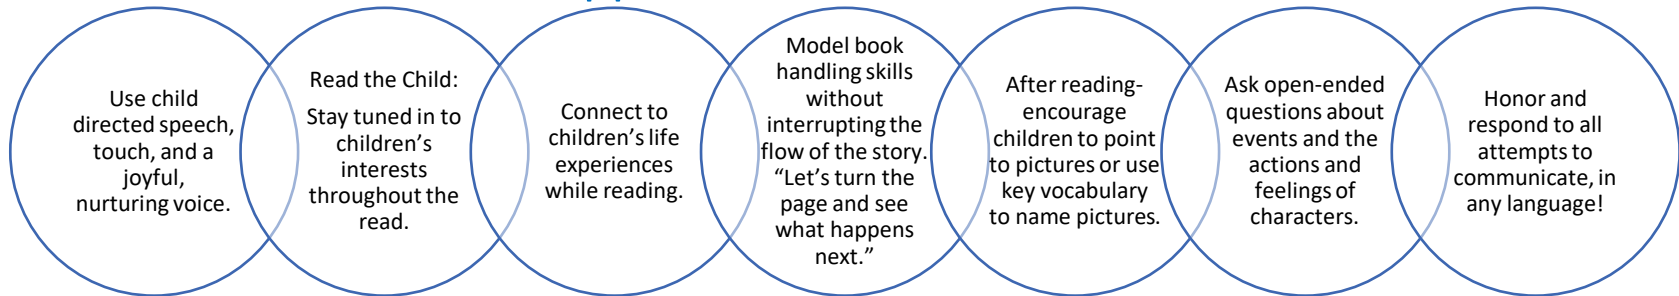 Use child
directed speech,
touch, and a
joyful,
nurturing voice.
Read the Child:
Stay tuned in to
children's
interests
throughout the
read.
Connect to
children's life
experiences
while reading.
Model book
handling skills
without
interrupting the
flow of the story.
“Let's turn the
page and see
what happens
next.”
After reading-
encourage
children to point
to pictures or use
key vocabulary
to name pictures.
Ask open-ended
questions about
events and the
actions and
feelings of
characters.
Honor and
respond to all
attempts to
communicate, in
any language!